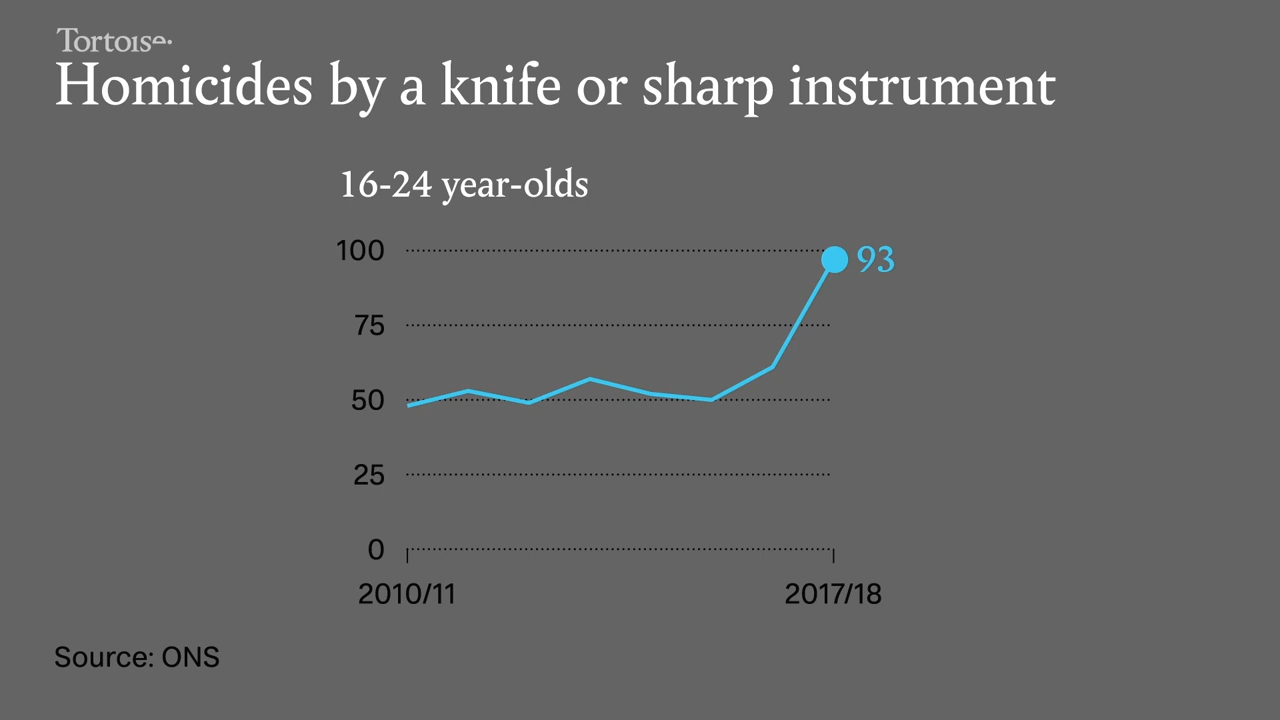 Tortoise.
Homicides by a knife or sharp instrument
16-24 year-olds
100
93
75
50
25
0
2010/11
2017/18
Source: ONS